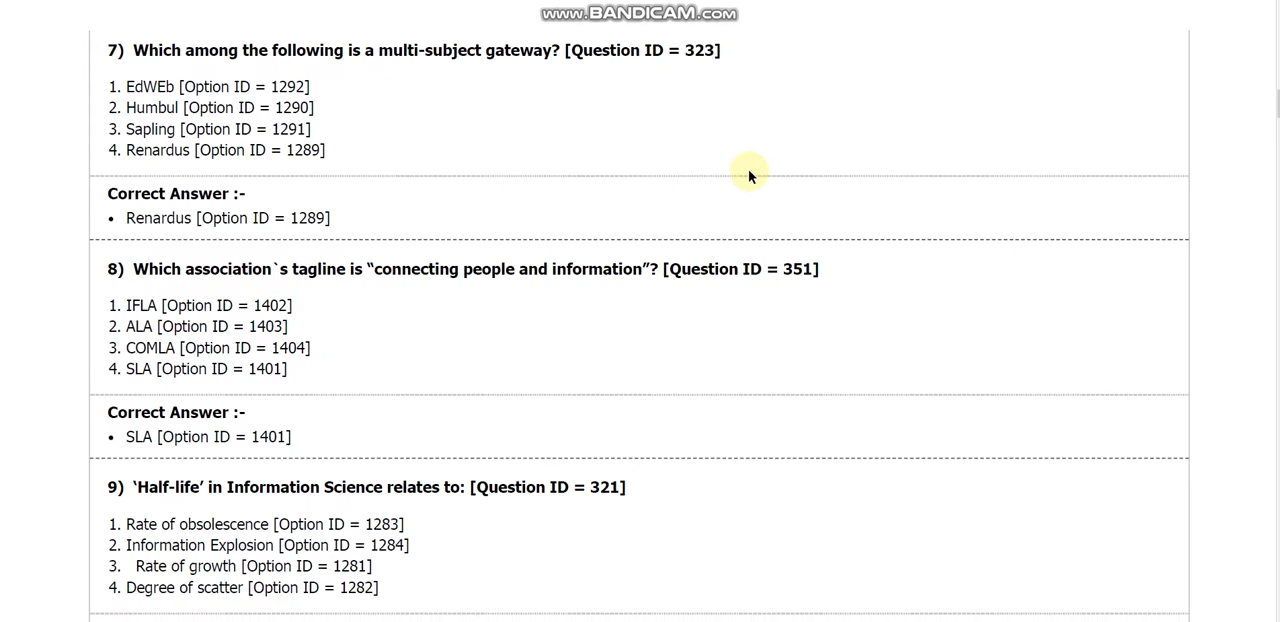 www.BANDICAM.com
7) Which among the following is a multi-subject gateway? [Question ID = 323]
1. EdWEb [Option ID = 1292]
2. Humbul [Option ID = 1290]
3. Sapling [Option ID = 1291]
4. Renardus [Option ID = 1289]
Correct Answer :-
• Renardus [Option ID = 1289]
8) Which association`s tagline is “connecting people and information”? [Question ID = 351]
1. IFLA [Option ID = 1402]
2. ALA [Option ID = 1403]
3. COMLA [Option ID = 1404]
4. SLA [Option ID = 1401]
Correct Answer :-
• SLA [Option ID = 1401]
9) ‘Half-life’ in Information Science relates to: [Question ID = 321]
1. Rate of obsolescence [Option ID = 1283]
2. Information Explosion [Option ID = 1284]
3. Rate of growth [Option ID = 1281]
4. Degree of scatter [Option ID = 1282]